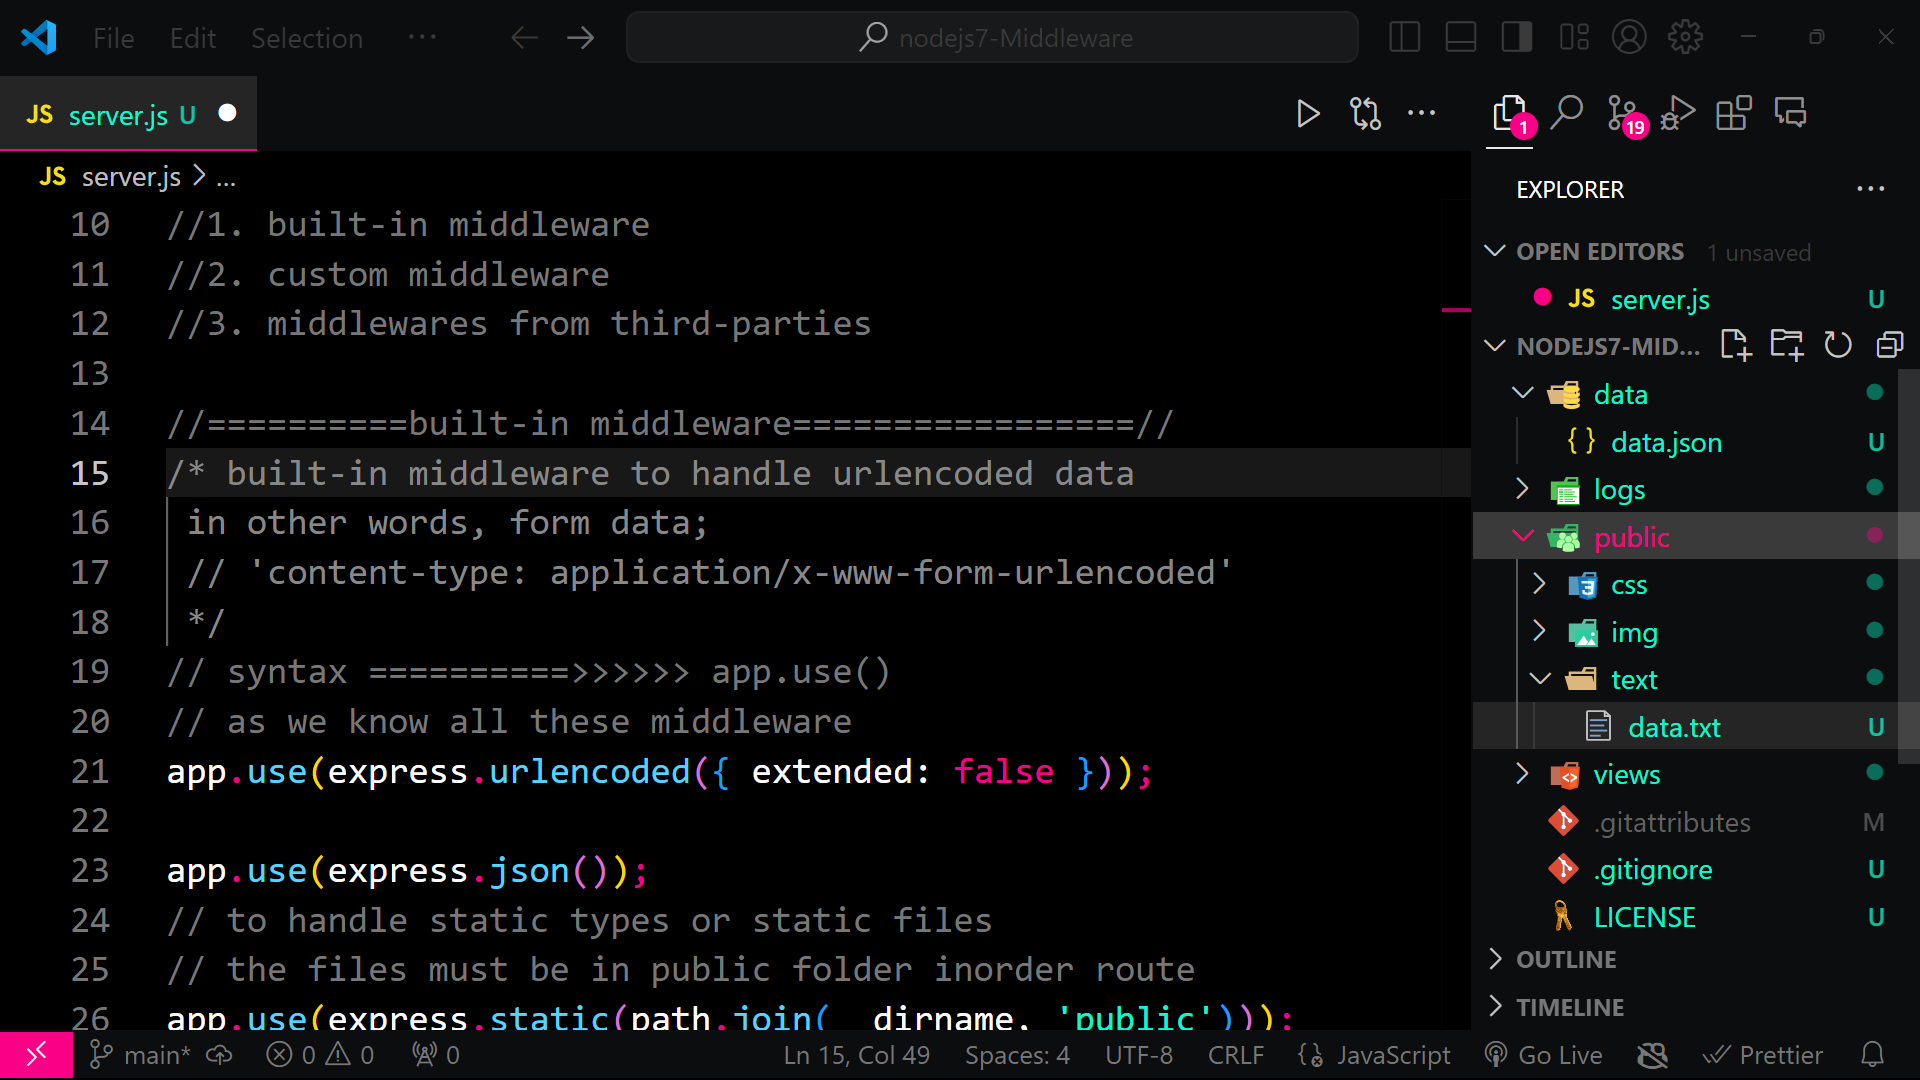 File Edit Selection ··· nodejs7-Middleware
JS server.js U
JS server.js > ...
10 //1. built-in middleware
11 //2. custom middleware
12 //3. middlewares from third-parties
13
14 //==========built-in middleware=================//
15 /* built-in middleware to handle urlencoded data
16 in other words, form data;
17 // 'content-type: application/x-www-form-urlencoded'
18 */
19 // syntax ==========>>>>>> app.use()
20 // as we know all these middleware
21 app.use(express.urlencoded({ extended: false }));
22
23 app.use(express.json());
24 // to handle static types or static files
25 // the files must be in public folder inorder route
26 app.use(express.static(path.join(__dirname, 'public')));
1 19
EXPLORER ···
OPEN EDITORS 1 unsaved
JS server.js U
NODEJS7-MID...
data
{} data.json U
logs
public
css
img
text
data.txt U
views
.gitattributes M
.gitignore U
LICENSE U
OUTLINE
TIMELINE
main* 0 0 0 Ln 15, Col 49 Spaces: 4 UTF-8 CRLF JavaScript Go Live Prettier